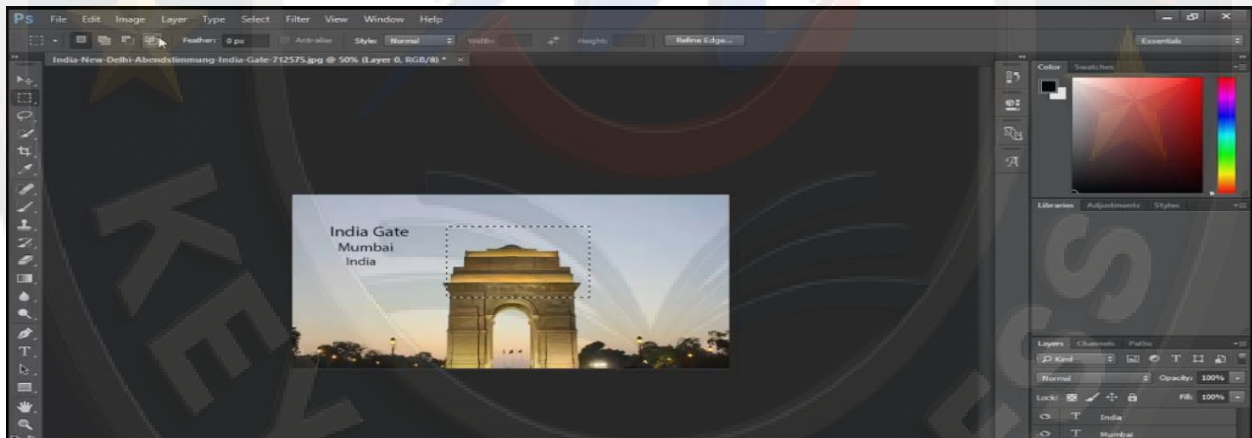 Ps File Edit Image Layer Type Select Filter View Window Help
Feather: 0 px Anti-alias Style: Normal Width: Height: Refine Edge... Essentials
India-New-Delhi-Abendstimmung-India-Gate-712575.jpg @ 50% (Layer 0, RGB/8) * ×
Color Swatches
India Gate
Mumbai
India
Libraries Adjustments Styles
Layers Channels Paths
Kind
Normal Opacity: 100%
Lock: Fill: 100%
T India
T Mumbai
KEY